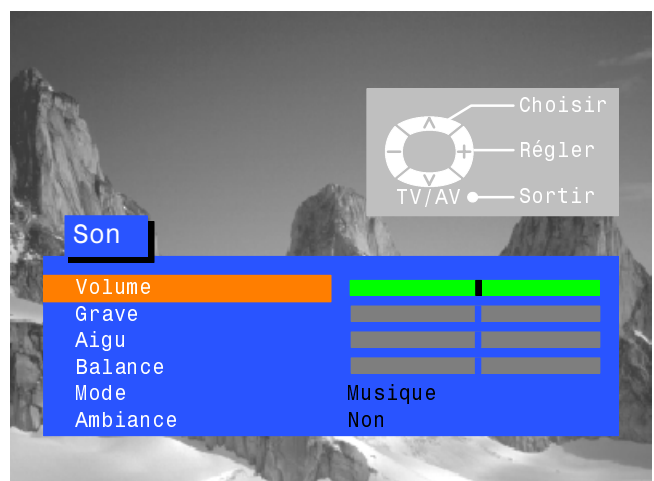 Choisir
Régler
TV/AV Sortir
Son
Volume
Grave
Aigu
Balance
Mode Musique
Ambiance Non